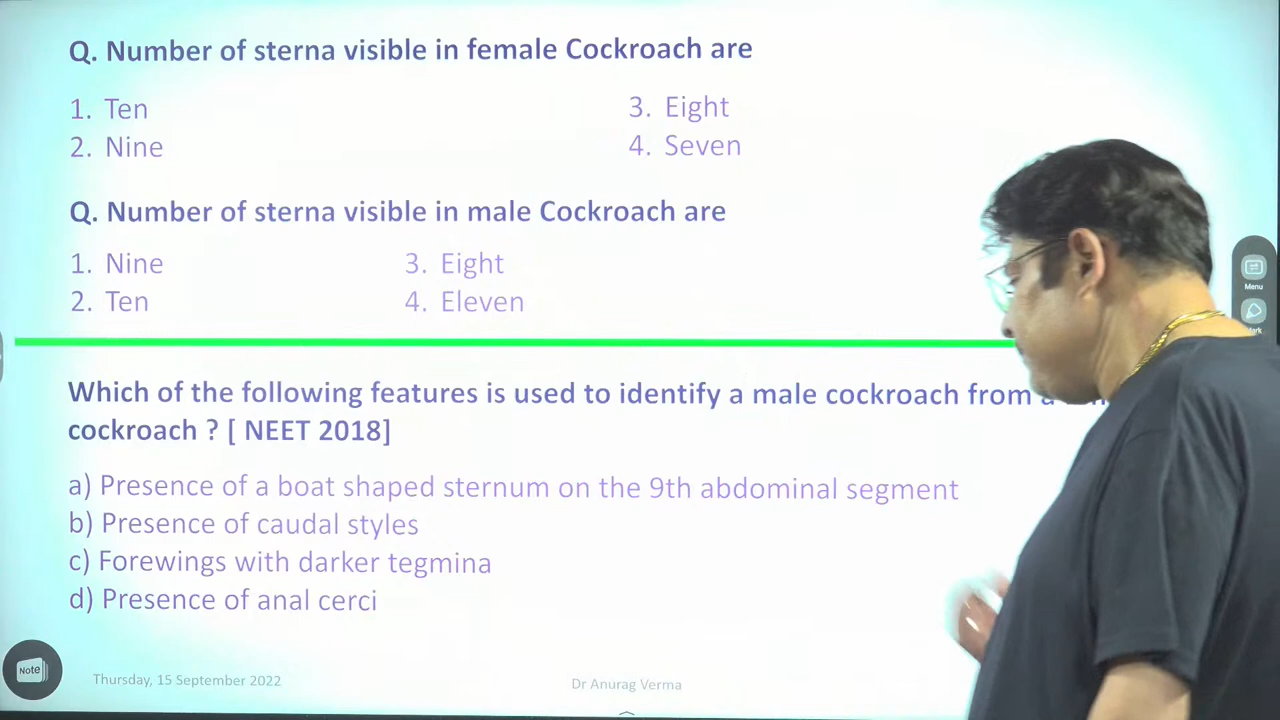 Q. Number of sterna visible in female Cockroach are
1. Ten
3. Eight
2. Nine
4. Seven
Q. Number of sterna visible in male Cockroach are
1. Nine
3. Eight
2. Ten
4. Eleven
Which of the following features is used to identify a male cockroach from a
cockroach ? [ NEET 2018]
a) Presence of a boat shaped sternum on the 9th abdominal segment
b) Presence of caudal styles
c) Forewings with darker tegmina
d) Presence of anal cerci
Menu
Note
Thursday, 15 September 2022
Dr Anurag Verma